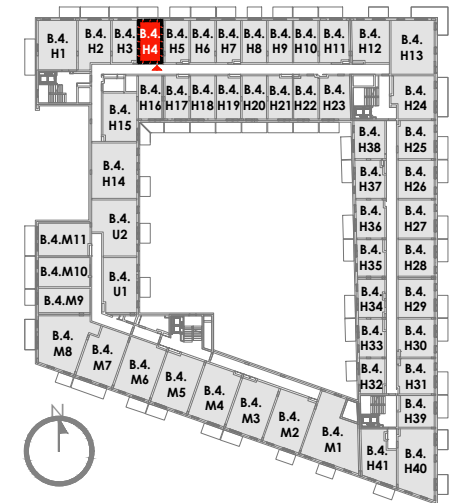 B.4.
H1
B.4.
H2
B.4.
H3
B.4.
H4
B.4.
H5
B.4.
H6
B.4.
H7
B.4.
H8
B.4.
H9
B.4.
H10
B.4.
H11
B.4.
H12
B.4.
H13
B.4.
H16
B.4.
H17
B.4.
H18
B.4.
H19
B.4.
H20
B.4.
H21
B.4.
H22
B.4.
H23
B.4.
H24
B.4.
H15
B.4.
H38
B.4.
H25
B.4.
H14
B.4.
H37
B.4.
H26
B.4.
U2
B.4.
H36
B.4.
H27
B.4.M11
B.4.
H35
B.4.
H28
B.4.M10
B.4.
U1
B.4.
H34
B.4.
H29
B.4.M9
B.4.
H33
B.4.
H30
B.4.
M8
B.4.
M7
B.4.
M6
B.4.
M5
B.4.
M4
B.4.
M3
B.4.
M2
B.4.
M1
B.4.
H32
B.4.
H31
B.4.
H39
B.4.
H41
B.4.
H40
N